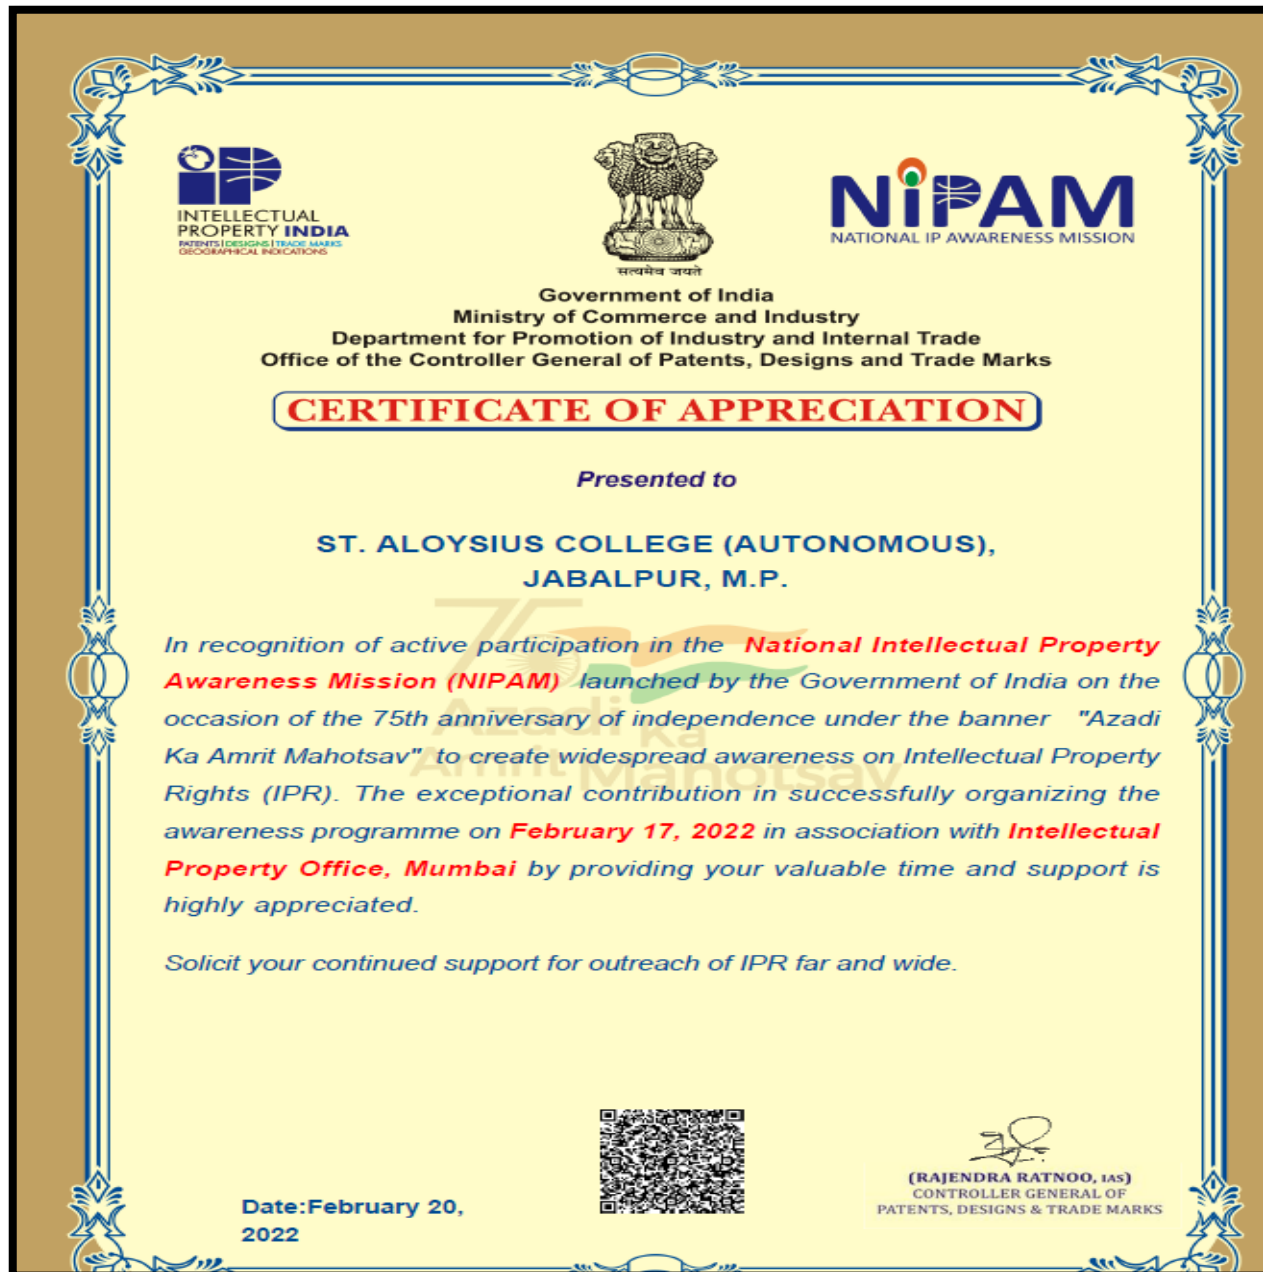 INTELLECTUAL
PROPERTY INDIA
PATENTS | DESIGNS | TRADE MARKS
GEOGRAPHICAL INDICATIONS
सत्यमेव जयते
NiPAM
NATIONAL IP AWARENESS MISSION
Government of India
Ministry of Commerce and Industry
Department for Promotion of Industry and Internal Trade
Office of the Controller General of Patents, Designs and Trade Marks
CERTIFICATE OF APPRECIATION
Presented to
ST. ALOYSIUS COLLEGE (AUTONOMOUS),
JABALPUR, M.P.
In recognition of active participation in the National Intellectual Property
Awareness Mission (NIPAM) launched by the Government of India on the
occasion of the 75th anniversary of independence under the banner "Azadi
Ka Amrit Mahotsav" to create widespread awareness on Intellectual Property
Rights (IPR). The exceptional contribution in successfully organizing the
awareness programme on February 17, 2022 in association with Intellectual
Property Office, Mumbai by providing your valuable time and support is
highly appreciated.
75
Azadi Ka
Amrit Mahotsav
Solicit your continued support for outreach of IPR far and wide.
Date:February 20,
2022
(RAJENDRA RATNOO, IAS)
CONTROLLER GENERAL OF
PATENTS, DESIGNS & TRADE MARKS